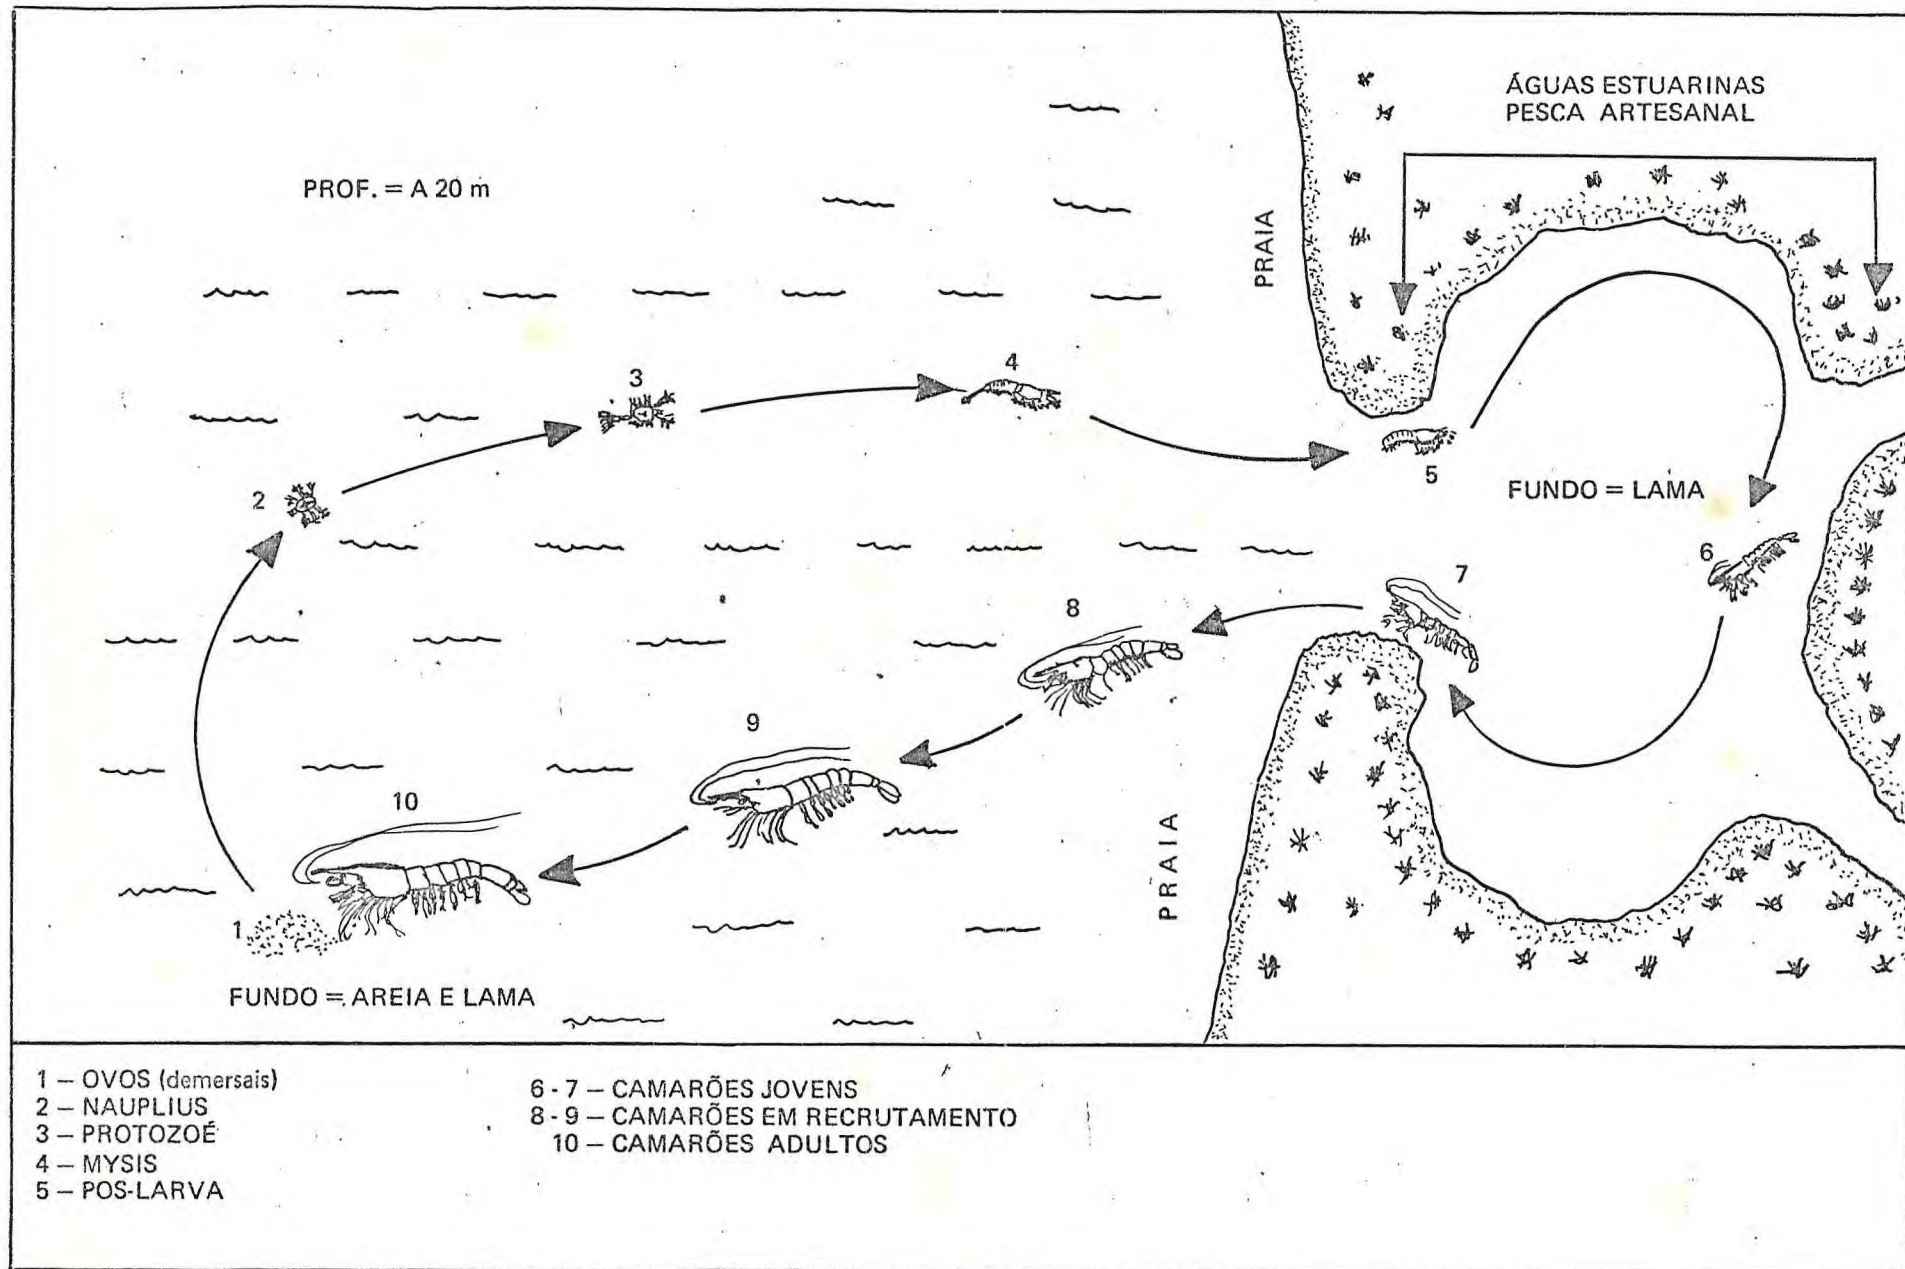 ÁGUAS ESTUARINAS
PESCA ARTESANAL
PROF. = A 20 m
PRAIA
3
4
5
2
FUNDO = LAMA
6
7
8
9
10
PRAIA
1
FUNDO = AREIA E LAMA
1 – OVOS (demersais)
2 – NAUPLIUS
3 – PROTOZOÉ
4 – MYSIS
5 – POS-LARVA
6 - 7 – CAMARÕES JOVENS
8 - 9 – CAMARÕES EM RECRUTAMENTO
10 – CAMARÕES ADULTOS